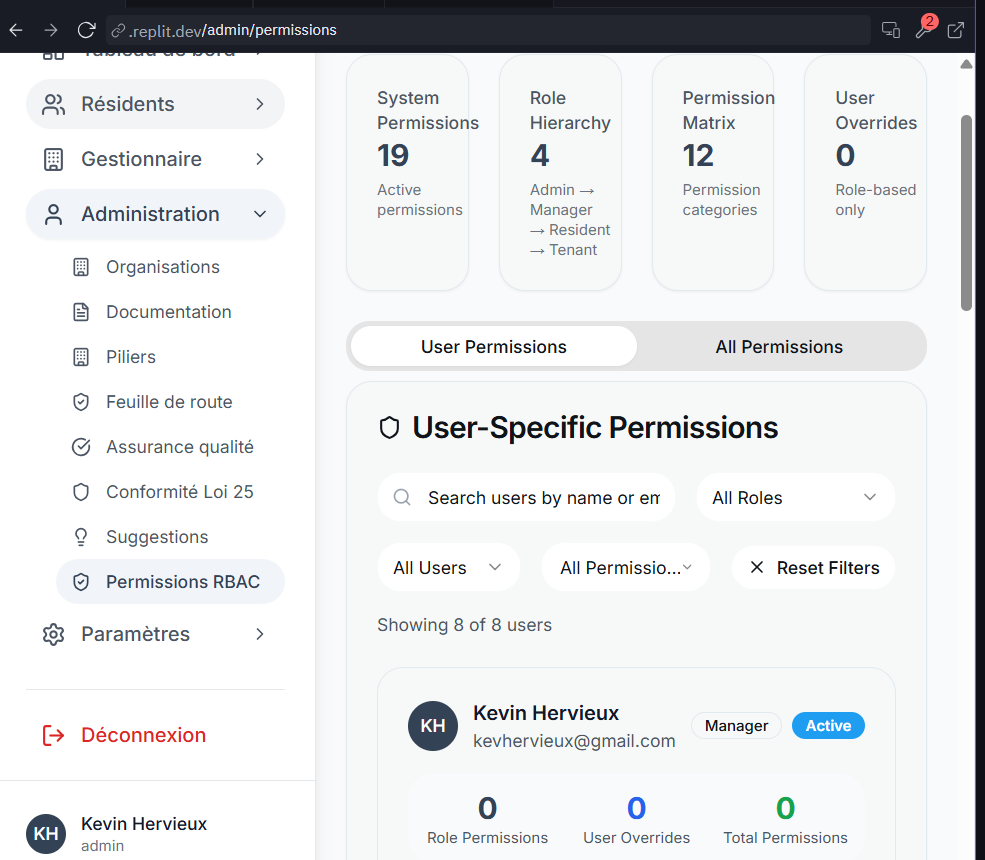 .replit.dev/admin/permissions
2
Tableau de bord
Résidents
Gestionnaire
Administration
Organisations
Documentation
Piliers
Feuille de route
Assurance qualité
Conformité Loi 25
Suggestions
Permissions RBAC
Paramètres
Déconnexion
KH
Kevin Hervieux
admin
System
Permissions
19
Active
permissions
Role
Hierarchy
4
Admin →
Manager
→ Resident
→ Tenant
Permission
Matrix
12
Permission
categories
User
Overrides
0
Role-based
only
User Permissions
All Permissions
User-Specific Permissions
Search users by name or em
All Roles
All Users
All Permissio...
Reset Filters
Showing 8 of 8 users
KH
Kevin Hervieux
kevhervieux@gmail.com
Manager
Active
0
Role Permissions
0
User Overrides
0
Total Permissions